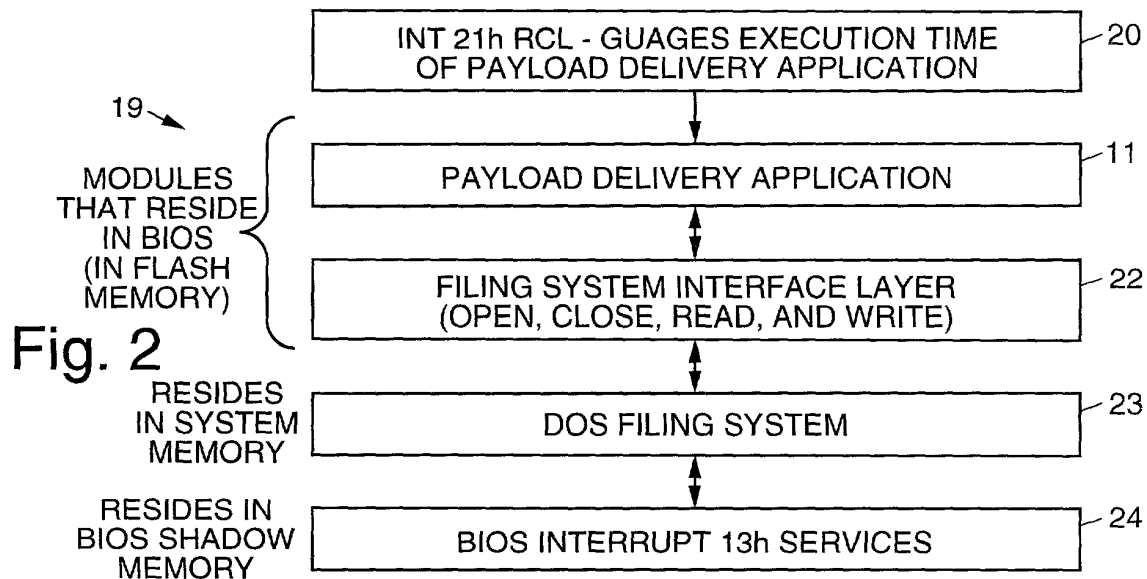 INT 21h RCL - GUAGES EXECUTION TIME
OF PAYLOAD DELIVERY APPLICATION
20
19
MODULES
THAT RESIDE
IN BIOS
(IN FLASH
MEMORY)
PAYLOAD DELIVERY APPLICATION
11
FILING SYSTEM INTERFACE LAYER
(OPEN, CLOSE, READ, AND WRITE)
22
Fig. 2
RESIDES
IN SYSTEM
MEMORY
DOS FILING SYSTEM
23
RESIDES IN
BIOS SHADOW
MEMORY
BIOS INTERRUPT 13h SERVICES
24